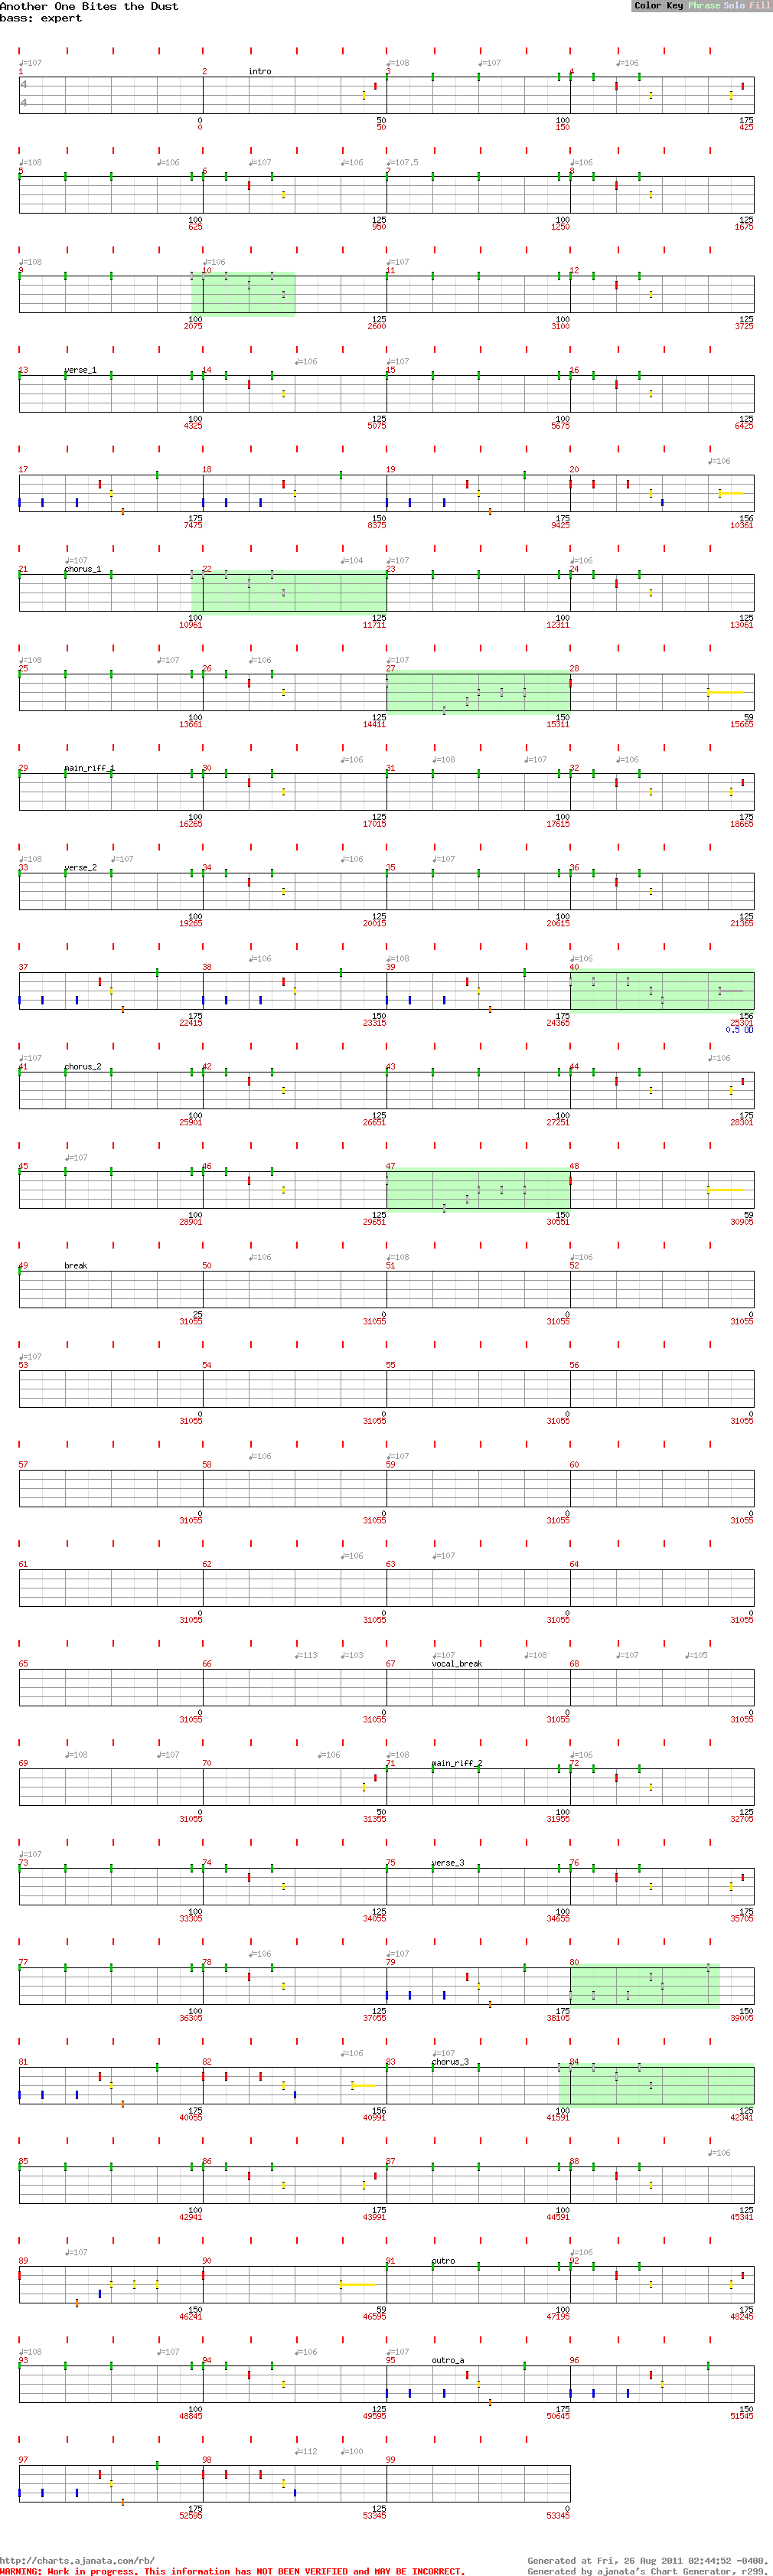 Another One Bites the Dust
Color Key Phrase Solo Fill
bass: expert
♩=107 ♩=108 ♩=107 ♩=106
1 2 intro 3 4
4
4
0 50 100 175
0 50 150 425
♩=108 ♩=106 ♩=107 ♩=106 ♩=107.5 ♩=106
5 6 7 8
100 125 100 125
625 950 1250 1675
♩=108 ♩=106 ♩=107
9 10 11 12
100 125 100 125
2075 2600 3100 3725
♩=106 ♩=107
13 verse_1 14 15 16
100 125 100 125
4325 5075 5675 6425
♩=106
17 18 19 20
175 150 175 156
7475 8375 9425 10361
♩=107 ♩=104 ♩=107 ♩=106
21 chorus_1 22 23 24
100 125 100 125
10961 11711 12311 13061
♩=108 ♩=107 ♩=106 ♩=107
25 26 27 28
100 125 150 59
13661 14411 15311 15665
♩=106 ♩=108 ♩=107 ♩=106
29 main_riff_1 30 31 32
100 125 100 175
16265 17015 17615 18665
♩=108 ♩=107 ♩=106 ♩=107
33 verse_2 34 35 36
100 125 100 125
19265 20015 20615 21365
♩=106 ♩=108 ♩=106
37 38 39 40
175 150 175 156
22415 23315 24365 25301
0.5 OD
♩=107 ♩=106
41 chorus_2 42 43 44
100 125 100 175
25901 26651 27251 28301
♩=107
45 46 47 48
100 125 150 59
28901 29651 30551 30905
♩=106 ♩=108 ♩=106
49 break 50 51 52
25 0 0 0
31055 31055 31055 31055
♩=107
53 54 55 56
0 0 0 0
31055 31055 31055 31055
♩=106 ♩=107
57 58 59 60
0 0 0 0
31055 31055 31055 31055
♩=106 ♩=107
61 62 63 64
0 0 0 0
31055 31055 31055 31055
♩=113 ♩=103 ♩=107 ♩=108 ♩=107 ♩=105
65 66 67 vocal_break 68
0 0 0 0
31055 31055 31055 31055
♩=108 ♩=107 ♩=106 ♩=108 ♩=106
69 70 71 main_riff_2 72
0 50 100 125
31055 31355 31955 32705
♩=107
73 74 75 verse_3 76
100 125 100 175
33305 34055 34655 35705
♩=106 ♩=107
77 78 79 80
100 125 175 150
36305 37055 38105 39005
♩=106 ♩=107
81 82 83 chorus_3 84
175 156 100 125
40055 40991 41591 42341
♩=106
85 86 87 88
100 175 100 125
42941 43991 44591 45341
♩=107 ♩=106
89 90 91 outro 92
150 59 100 175
46241 46595 47195 48245
♩=108 ♩=107 ♩=106 ♩=107
93 94 95 outro_a 96
100 125 175 150
48845 49595 50645 51545
♩=112 ♩=100
97 98 99
175 125 0
52595 53345 53345
http://charts.ajanata.com/rb/
Generated at Fri, 26 Aug 2011 02:44:52 -0400.
WARNING: Work in progress. This information has NOT BEEN VERIFIED and MAY BE INCORRECT.
Generated by ajanata's Chart Generator, r299.